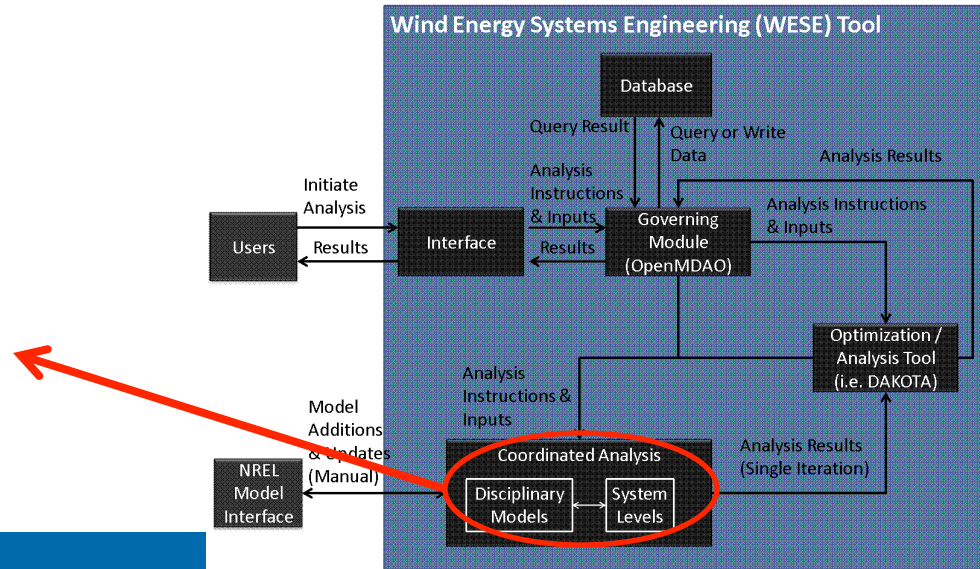 Wind Energy Systems Engineering (WESE) Tool
Database
Query Result
Query or Write
Data
Analysis Results
Initiate
Analysis
Analysis
Instructions
& Inputs
Analysis Instructions
& Inputs
Users
Results
Interface
Results
Governing
Module
(OpenMDAO)
Optimization /
Analysis Tool
(i.e. DAKOTA)
Analysis
Instructions &
Inputs
Model
Additions
& Updates
(Manual)
NREL
Model
Interface
Coordinated Analysis
Disciplinary
Models
System
Levels
Analysis Results
(Single Iteration)